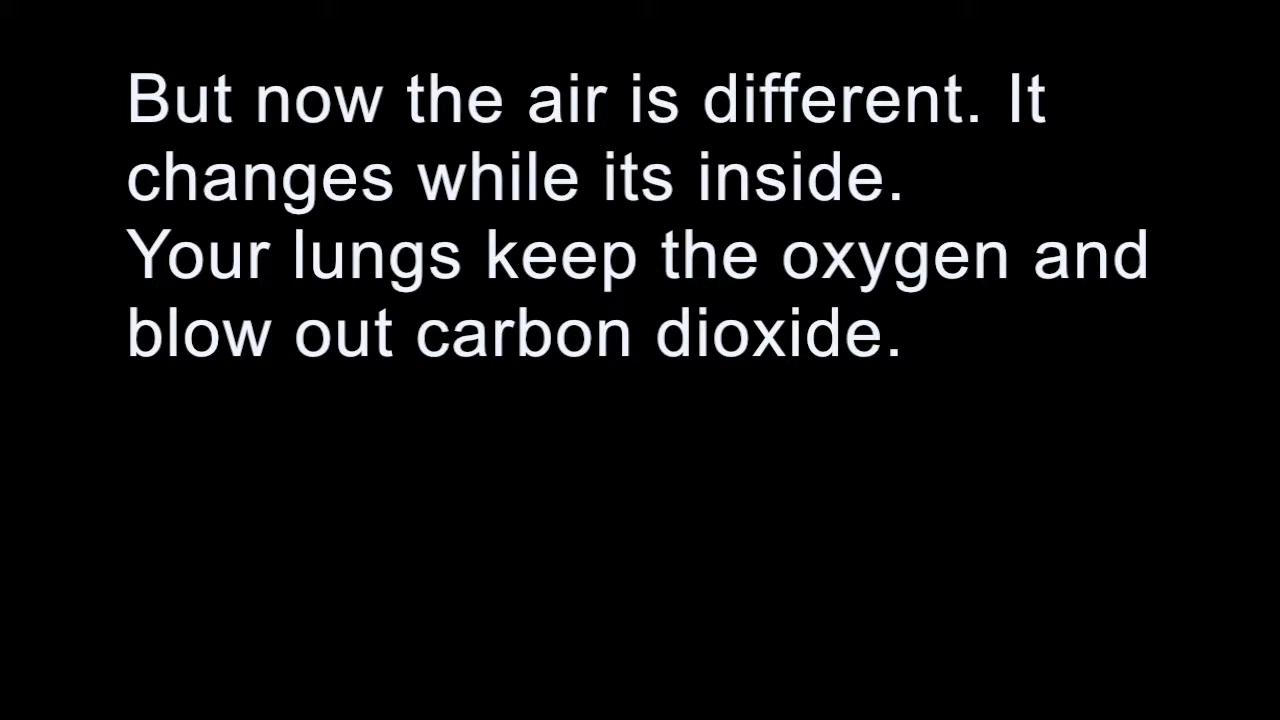 But now the air is different. It
changes while its inside.
Your lungs keep the oxygen and
blow out carbon dioxide.